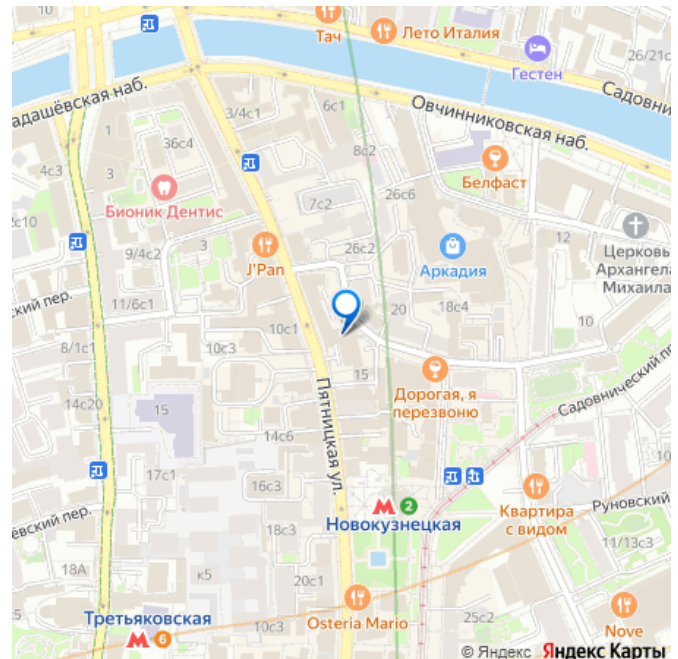 Тач
Лето Италия
Гестен
26/21с
Садовни
адашёвская наб.
3/4с1
6с1
Овчинниковская наб.
36с4
8с2
4с3
3
Бионик Дентис
7с2
26с6
Белфаст
2с10
9/4с2
3
J'Pan
26с2
Аркадия
12
Церковь
Архангела
Михаила
ский пер.
11/6с1
10с1
20
18с4
10
8/1с1
10с3
15
Дорогая, я
перезвоню
Садовнический пр
14с20
15
Пятницкая ул.
14с6
17с1
16с3
2
Новокузнецкая
Квартира
с видом
Руновский
ёвский пер.
18с3
11/13с3
18А
к5
20с1
Третьяковская
6
10с3
Osteria Mario
25с2
Nove
© Яндекс Яндекс Карты